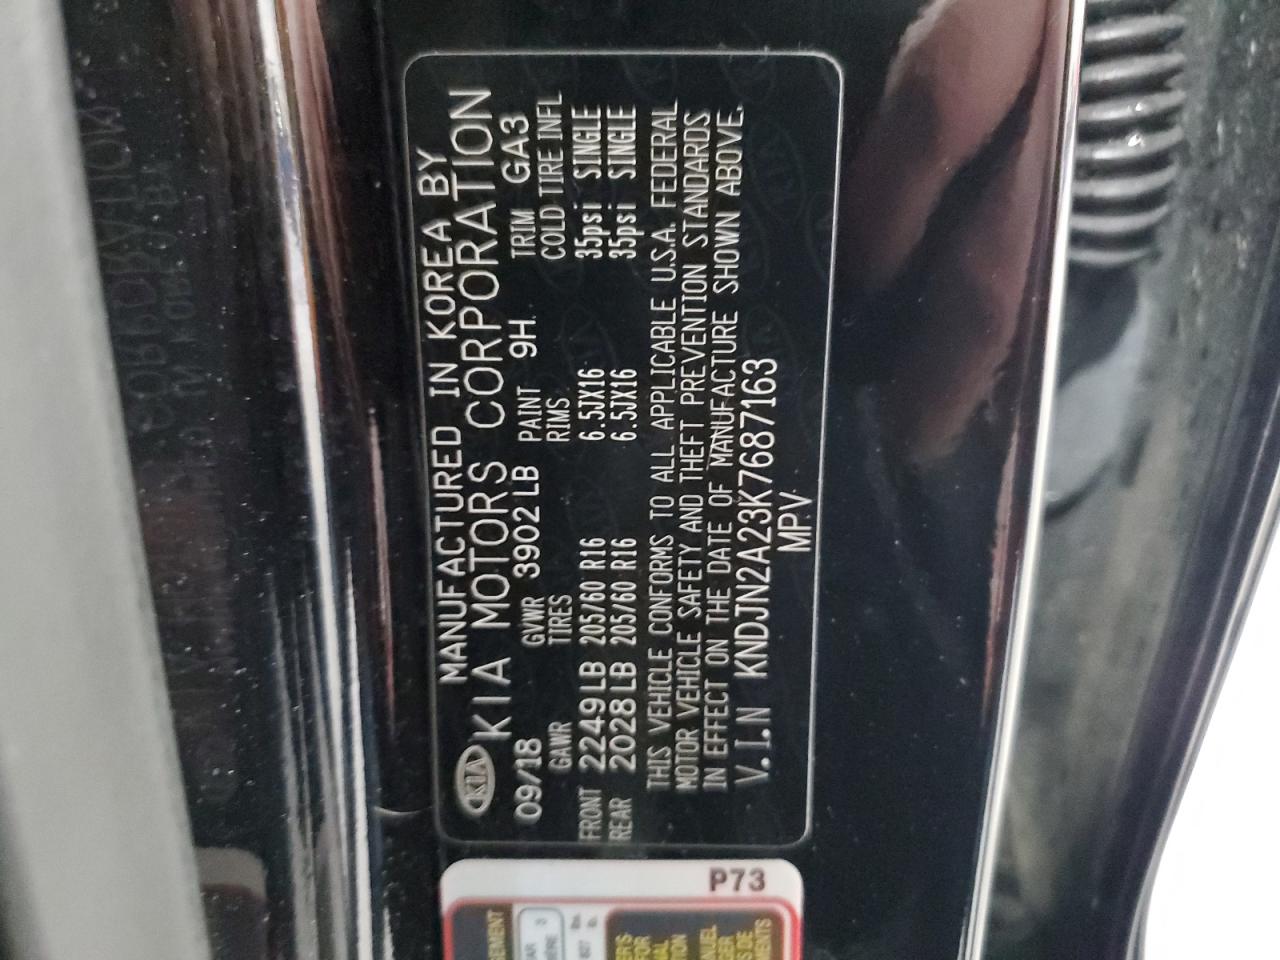 MANUFACTURED IN KOREA BY
KIA KIA MOTORS CORPORATION
09/18 GVWR 3902LB PAINT 9H TRIM GA3
GAWR TIRES RIMS COLD TIRE INFL
FRONT 2249LB 205/60 R16 6.5JX16 35psi SINGLE
REAR 2028LB 205/60 R16 6.5JX16 35psi SINGLE
THIS VEHICLE CONFORMS TO ALL APPLICABLE U.S.A. FEDERAL
MOTOR VEHICLE SAFETY AND THEFT PREVENTION STANDARDS
IN EFFECT ON THE DATE OF MANUFACTURE SHOWN ABOVE.
V.I.N KNDJN2A23K7687163
MPV
P73